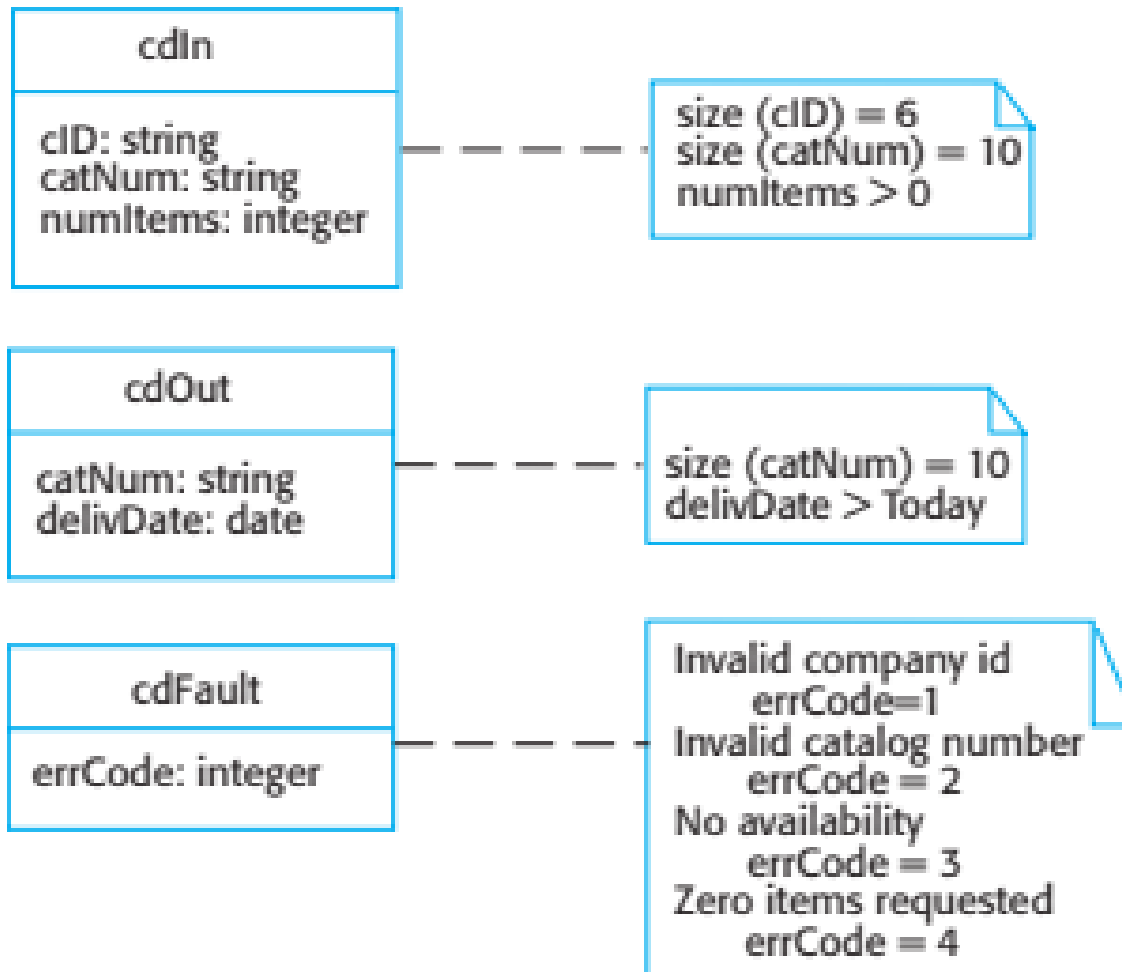 cdIn
cID: string
catNum: string
numItems: integer
size (cID) = 6
size (catNum) = 10
numItems > 0
cdOut
catNum: string
delivDate: date
size (catNum) = 10
delivDate > Today
cdFault
errCode: integer
Invalid company id
errCode=1
Invalid catalog number
errCode = 2
No availability
errCode = 3
Zero items requested
errCode = 4